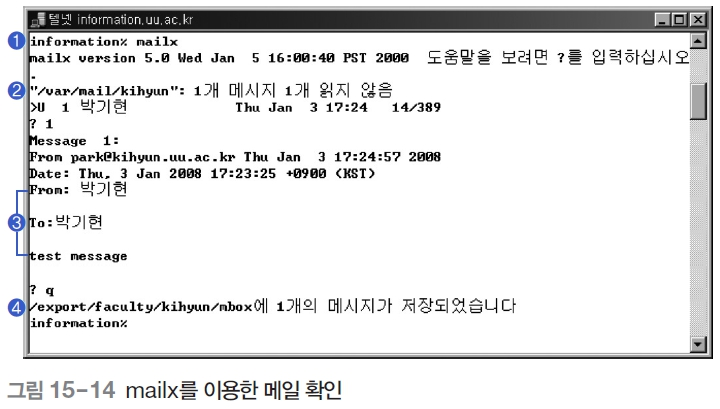 텔넷 information.uu.ac.kr
❶ information% mailx
mailx version 5.0 Wed Jan  5 16:00:40 PST 2000  도움말을 보려면 ?를 입력하십시오
.
❷ "/var/mail/kihyun": 1개 메시지 1개 읽지 않음
>U  1 박기현            Thu Jan  3 17:24   14/389
? 1
Message  1:
From park@kihyun.uu.ac.kr Thu Jan  3 17:24:57 2008
Date: Thu, 3 Jan 2008 17:23:25 +0900 (KST)
From: 박기현
❸ To:박기현
test message
? q
❹ /export/faculty/kihyun/mbox에 1개의 메시지가 저장되었습니다
information%
그림 15-14 mailx를 이용한 메일 확인